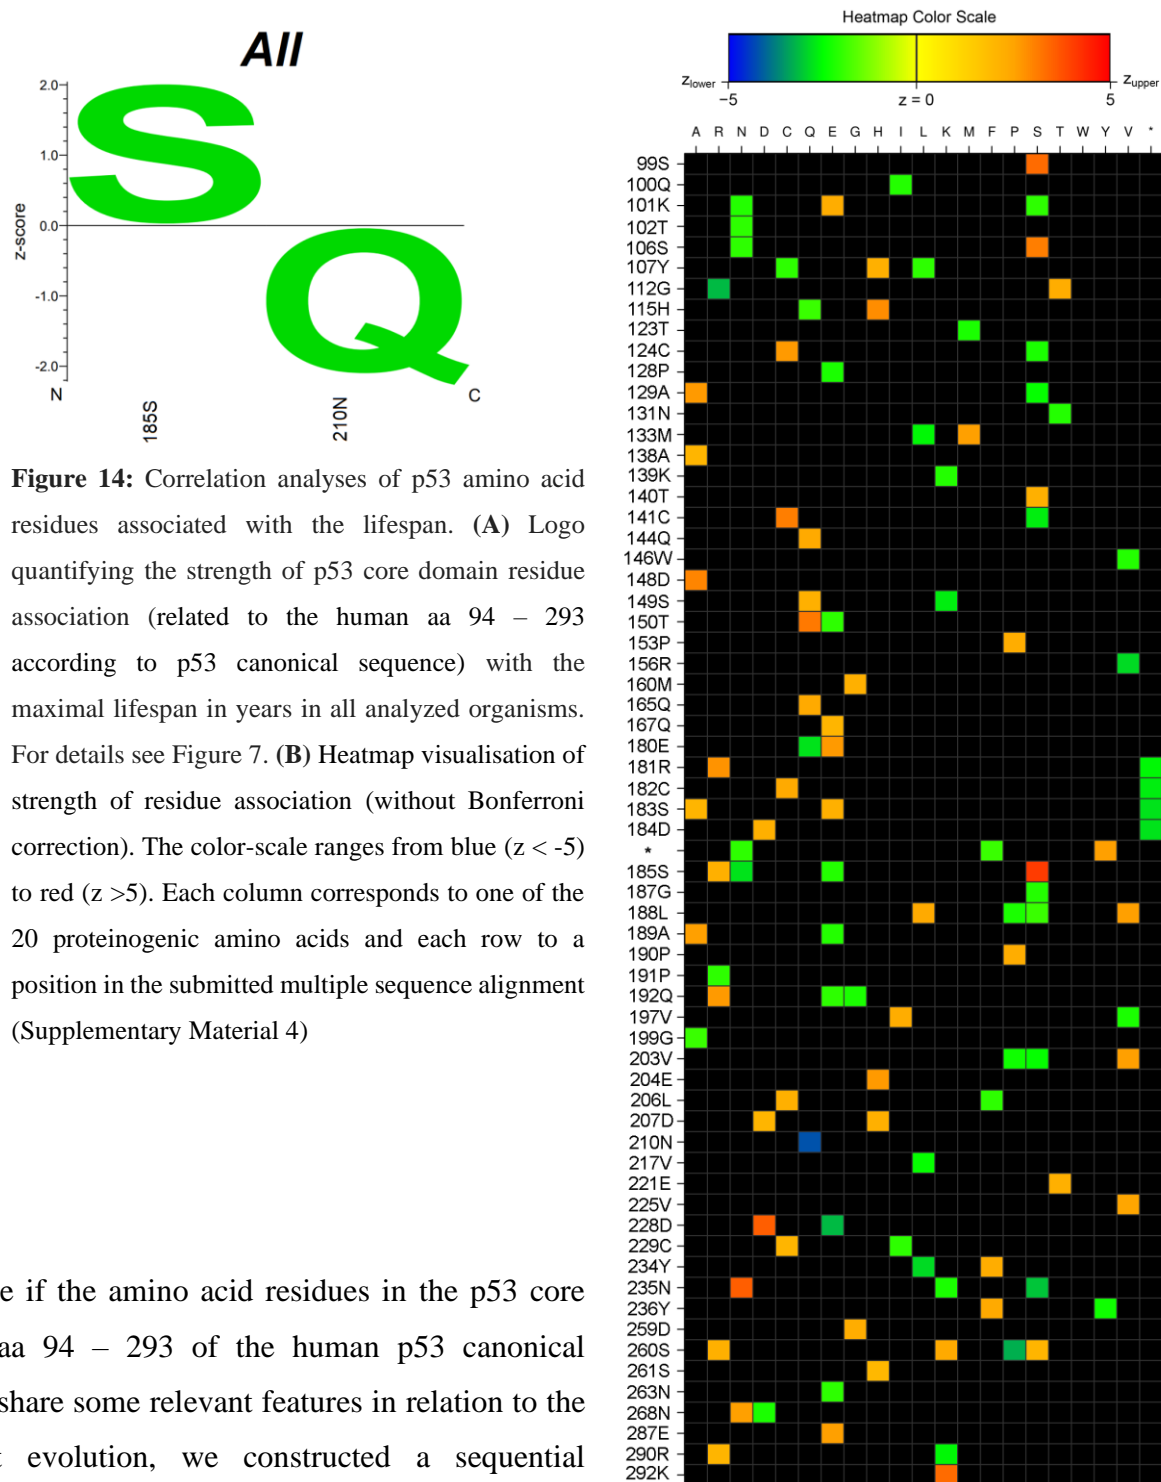 All
2.0
1.0
0.0
-1.0
-2.0
z-score
N
C
S
Q
185S
210N
Figure 14: Correlation analyses of p53 amino acid
residues associated with the lifespan. (A) Logo
quantifying the strength of p53 core domain residue
association (related to the human aa 94 – 293
according to p53 canonical sequence) with the
maximal lifespan in years in all analyzed organisms.
For details see Figure 7. (B) Heatmap visualisation of
strength of residue association (without Bonferroni
correction). The color-scale ranges from blue (z < -5)
to red (z >5). Each column corresponds to one of the
20 proteinogenic amino acids and each row to a
position in the submitted multiple sequence alignment
(Supplementary Material 4)
e if the amino acid residues in the p53 core
aa 94 – 293 of the human p53 canonical
share some relevant features in relation to the
t evolution, we constructed a sequential
Heatmap Color Scale
Zlower
Zupper
−5
z = 0
5
A R N D C Q E G H I L K M F P S T W Y V *
99S
100Q
101K
102T
106S
107Y
112G
115H
123T
124C
128P
129A
131N
133M
138A
139K
140T
141C
144Q
146W
148D
149S
150T
153P
156R
160M
165Q
167Q
180E
181R
182C
183S
184D
*
185S
187G
188L
189A
190P
191P
192Q
197V
199G
203V
204E
206L
207D
210N
217V
221E
225V
228D
229C
234Y
235N
236Y
259D
260S
261S
263N
268N
287E
290R
292K